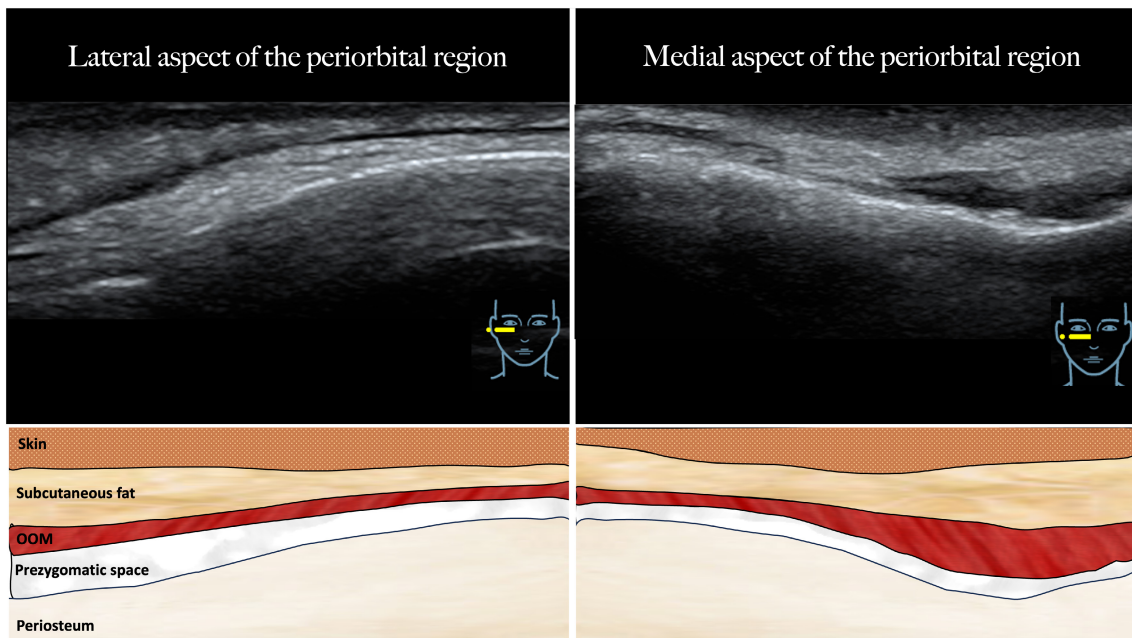 Lateral aspect of the periorbital region
Medial aspect of the periorbital region
Skin
Subcutaneous fat
OOM
Prezygomatic space
Periosteum